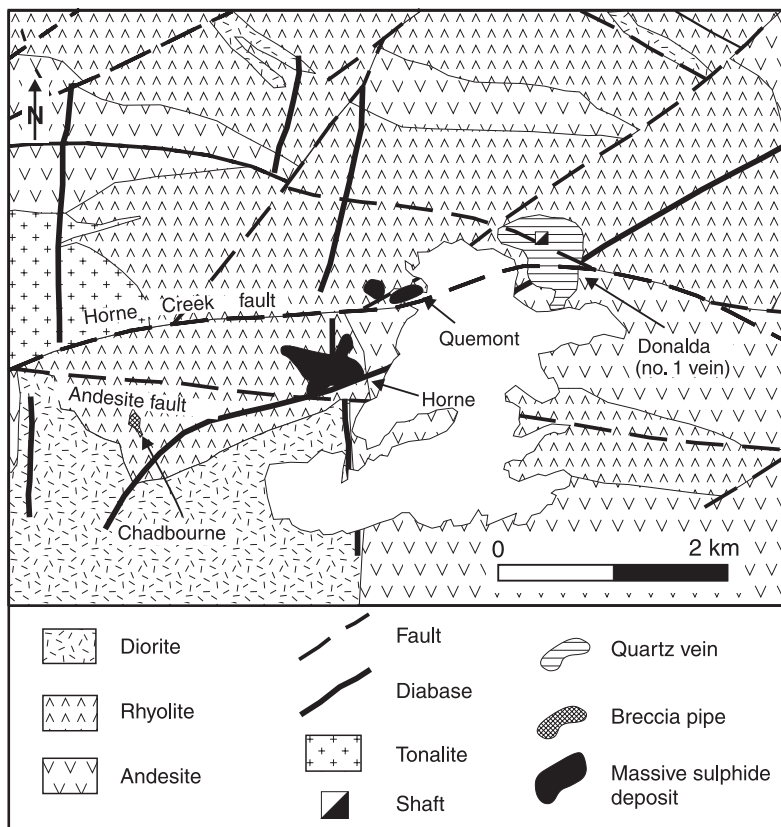 N
Horne Creek fault
Quemont
Donalda
(no. 1 vein)
Horne
Andesite fault
Chadbourne
0 2 km
Diorite
Rhyolite
Andesite
Fault
Diabase
Tonalite
Shaft
Quartz vein
Breccia pipe
Massive sulphide
deposit